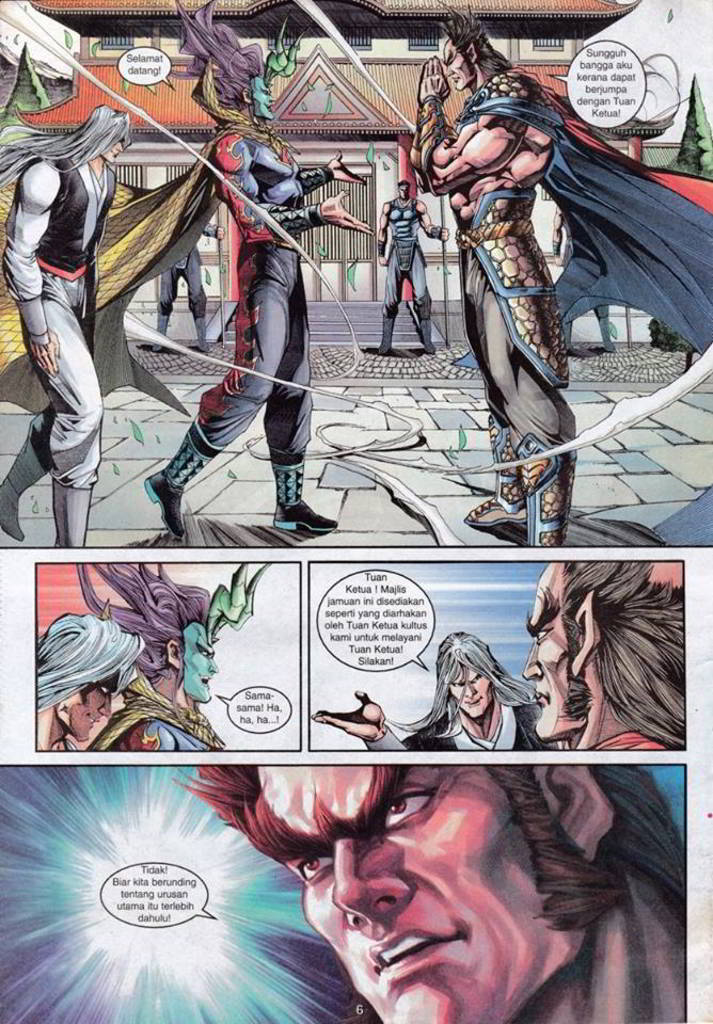 Selamat
datang!
Sungguh
bangga aku
kerana dapat
berjumpa
dengan Tuan
Ketua!
Sama-
sama! Ha,
ha, ha...!
Tuan
Ketua ! Majlis
jamuan ini disediakan
seperti yang diarhakan
oleh Tuan Ketua kultus
kami untuk melayani
Tuan Ketua!
Silakan!
Tidak!
Biar kita berunding
tentang urusan
utama itu terlebih
dahulu!
6